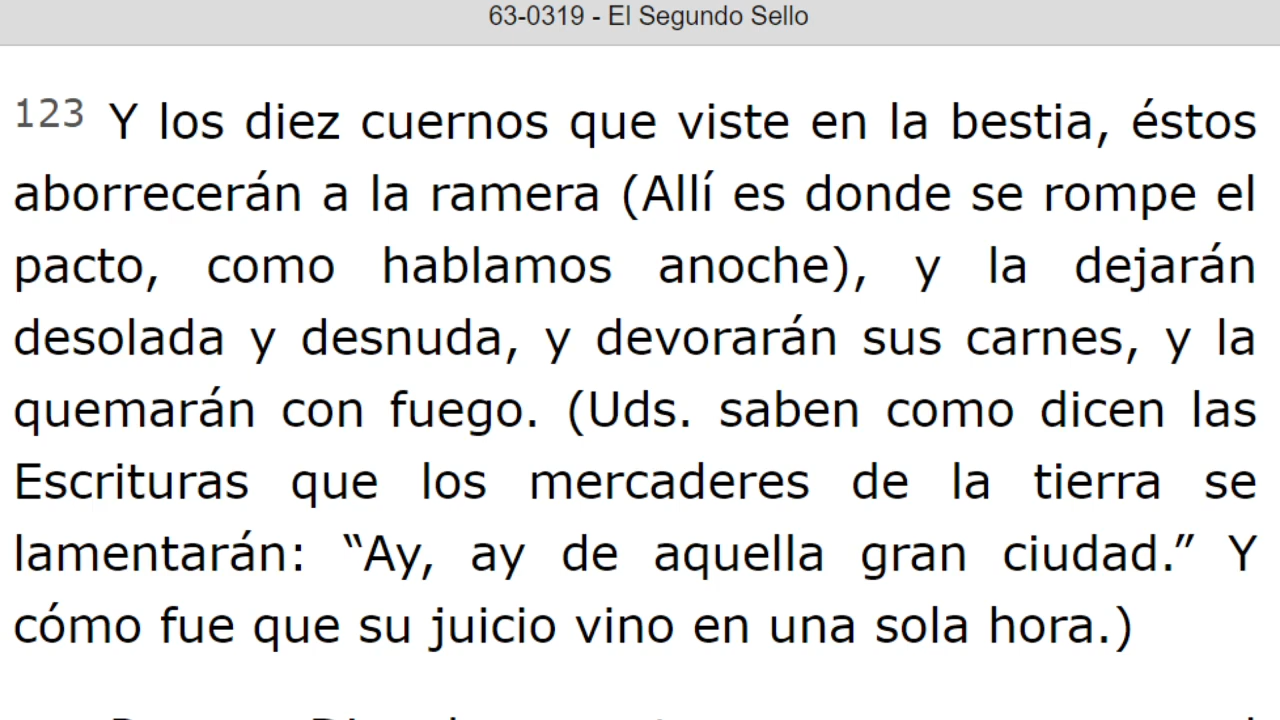 63-0319 - El Segundo Sello
123 Y los diez cuernos que viste en la bestia, éstos
aborrecerán a la ramera (Allí es donde se rompe el
pacto, como hablamos anoche), y la dejarán
desolada y desnuda, y devorarán sus carnes, y la
quemarán con fuego. (Uds. saben como dicen las
Escrituras que los mercaderes de la tierra se
lamentarán: “Ay, ay de aquella gran ciudad.” Y
cómo fue que su juicio vino en una sola hora.)